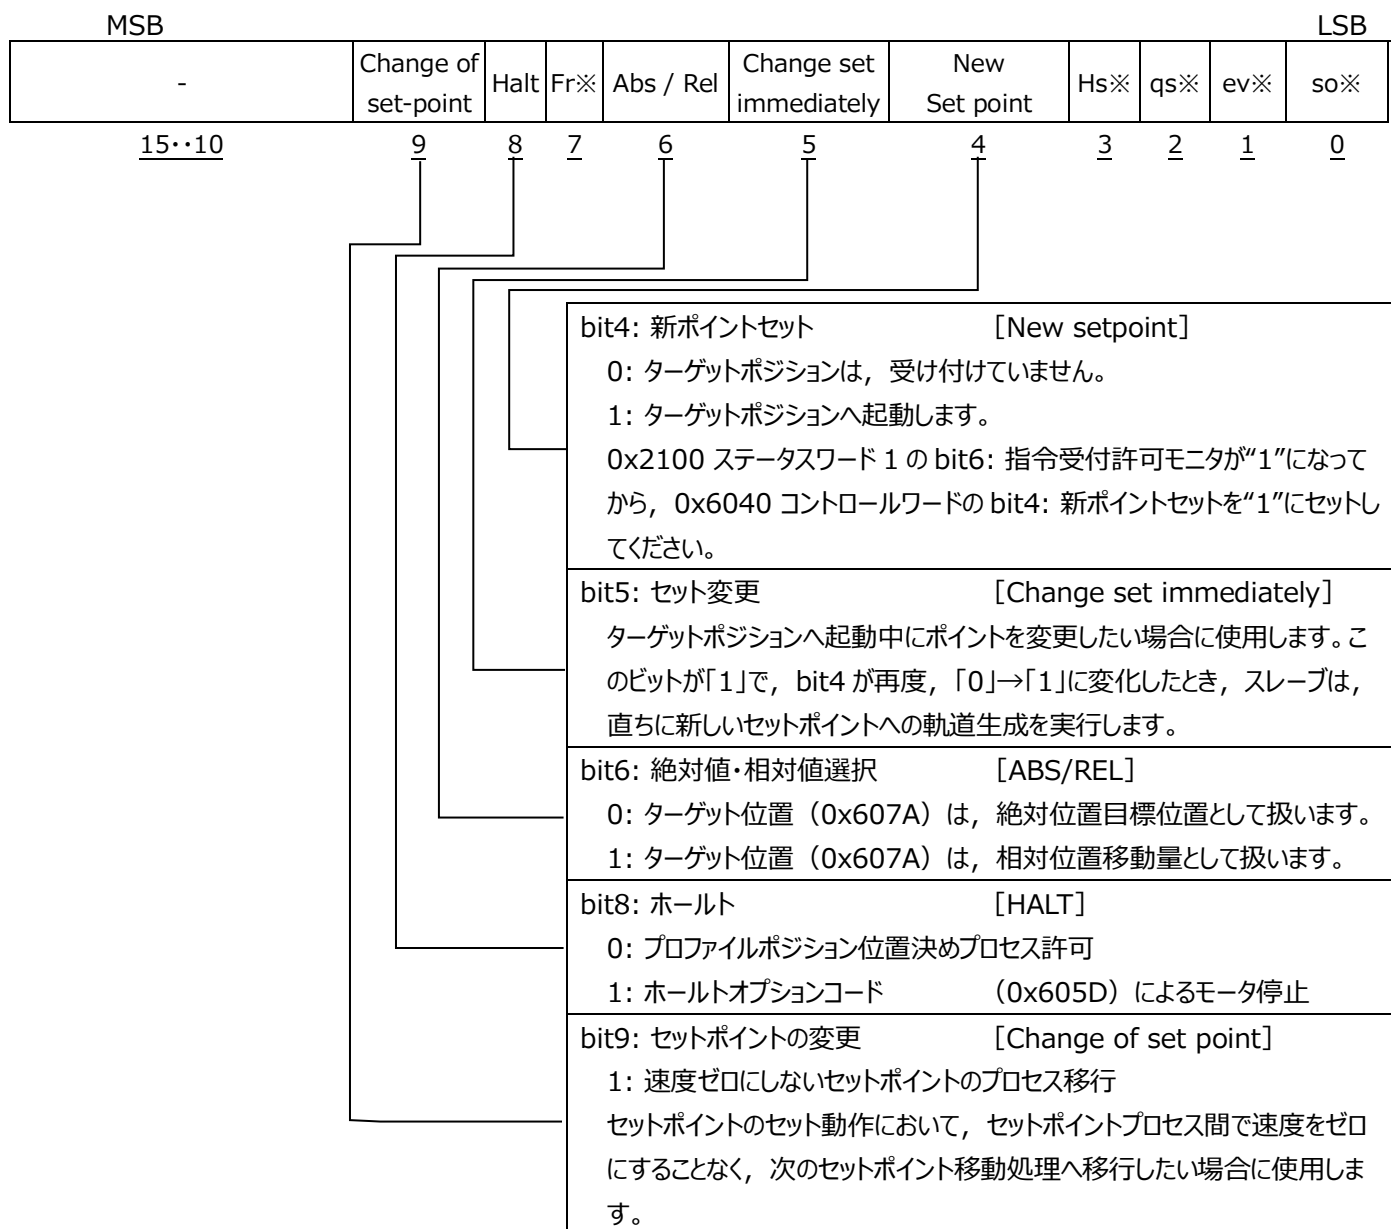 MSB LSB
- Change of set-point Halt Fr※ Abs / Rel Change set immediately New Set point Hs※ qs※ ev※ so※
15‥10 9 8 7 6 5 4 3 2 1 0
bit4: 新ポイントセット [New setpoint]
0: ターゲットポジションは，受け付けていません。
1: ターゲットポジションへ起動します。
0x2100 ステータスワード 1 の bit6: 指令受付許可モニタが“1”になって
から，0x6040 コントロールワードの bit4: 新ポイントセットを“1”にセットし
てください。
bit5: セット変更 [Change set immediately]
ターゲットポジションへ起動中にポイントを変更したい場合に使用します。こ
のビットが「1」で，bit4 が再度，「0」→「1」に変化したとき，スレーブは，
直ちに新しいセットポイントへの軌道生成を実行します。
bit6: 絶対値・相対値選択 [ABS/REL]
0: ターゲット位置（0x607A）は，絶対位置目標位置として扱います。
1: ターゲット位置（0x607A）は，相対位置移動量として扱います。
bit8: ホールト [HALT]
0: プロファイルポジション位置決めプロセス許可
1: ホールトオプションコード （0x605D）によるモータ停止
bit9: セットポイントの変更 [Change of set point]
1: 速度ゼロにしないセットポイントのプロセス移行
セットポイントのセット動作において，セットポイントプロセス間で速度をゼロ
にすることなく，次のセットポイント移動処理へ移行したい場合に使用しま
す。